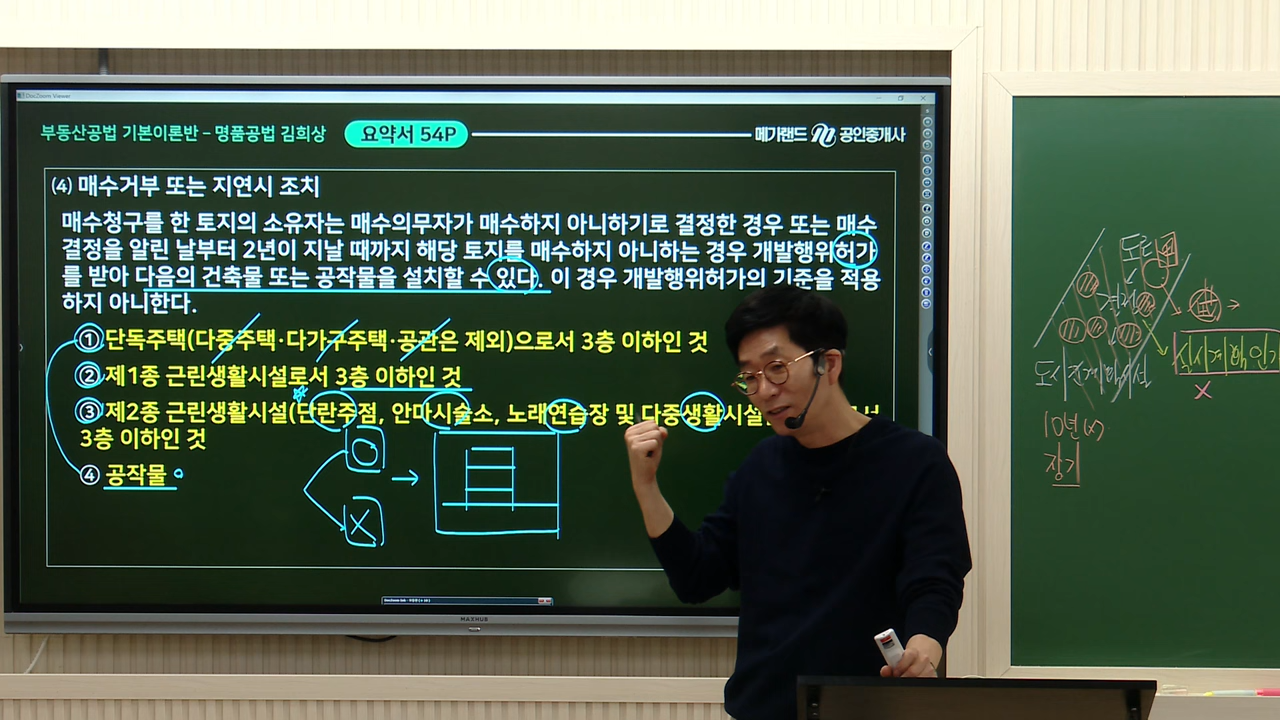 DocZoom Viewer
부동산공법 기본이론반 – 명품공법 김희상
요약서 54P
메가랜드 공인중개사
(4) 매수거부 또는 지연시 조치
매수청구를 한 토지의 소유자는 매수의무자가 매수하지 아니하기로 결정한 경우 또는 매수
결정을 알린 날부터 2년이 지날 때까지 해당 토지를 매수하지 아니하는 경우 개발행위허가
를 받아 다음의 건축물 또는 공작물을 설치할 수 있다. 이 경우 개발행위허가의 기준을 적용
하지 아니한다.
① 단독주택(다중주택·다가구주택·공관은 제외)으로서 3층 이하인 것
② 제1종 근린생활시설로서 3층 이하인 것
③ 제2종 근린생활시설(단란주점, 안마시술소, 노래연습장 및 다중생활시설
3층 이하인 것
④ 공작물
O
X
MAXHUB
도로
X
10년
장기